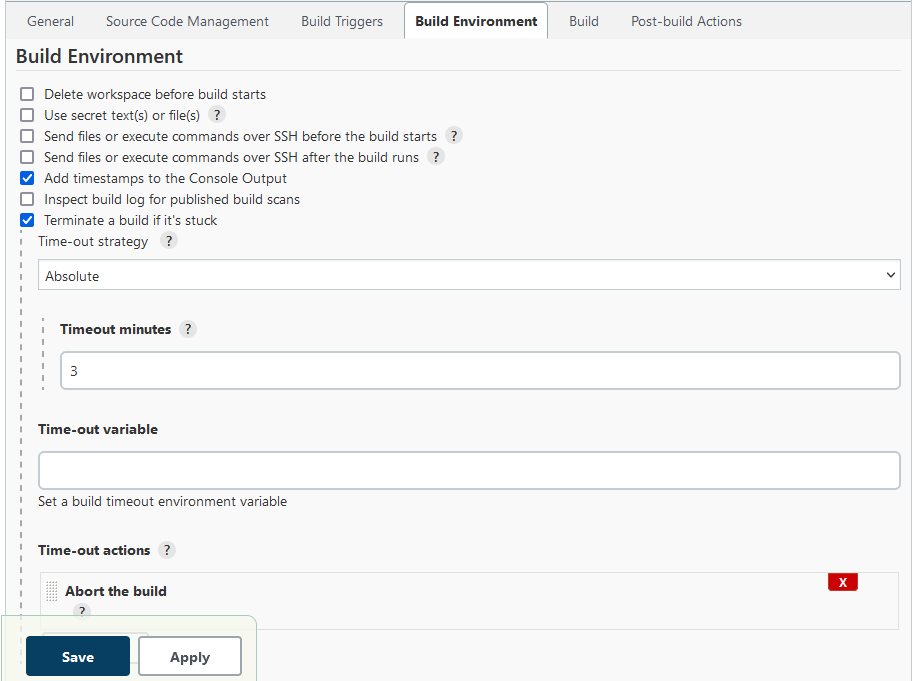 General Source Code Management Build Triggers Build Environment Build Post-build Actions
Build Environment
Delete workspace before build starts
Use secret text(s) or file(s) ?
Send files or execute commands over SSH before the build starts ?
Send files or execute commands over SSH after the build runs ?
Add timestamps to the Console Output
Inspect build log for published build scans
Terminate a build if it's stuck
Time-out strategy ?
Absolute
Timeout minutes ?
3
Time-out variable
Set a build timeout environment variable
Time-out actions ?
Abort the build X
?
Save Apply